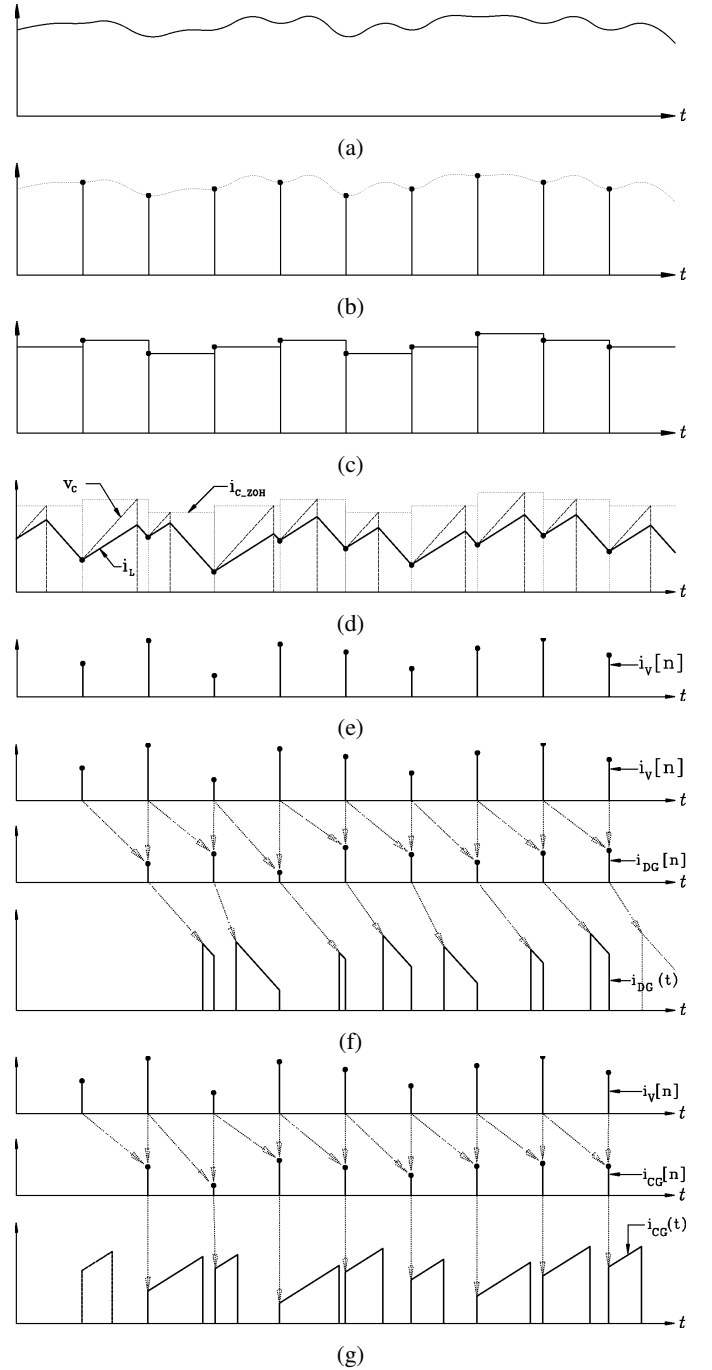 t
(a)
t
(b)
t
(c)
v_C
i_C_ZOH
i_L
t
(d)
i_V[n]
t
(e)
i_V[n]
t
i_DG[n]
t
i_DG(t)
t
(f)
i_V[n]
t
i_CG[n]
t
i_CG(t)
t
(g)